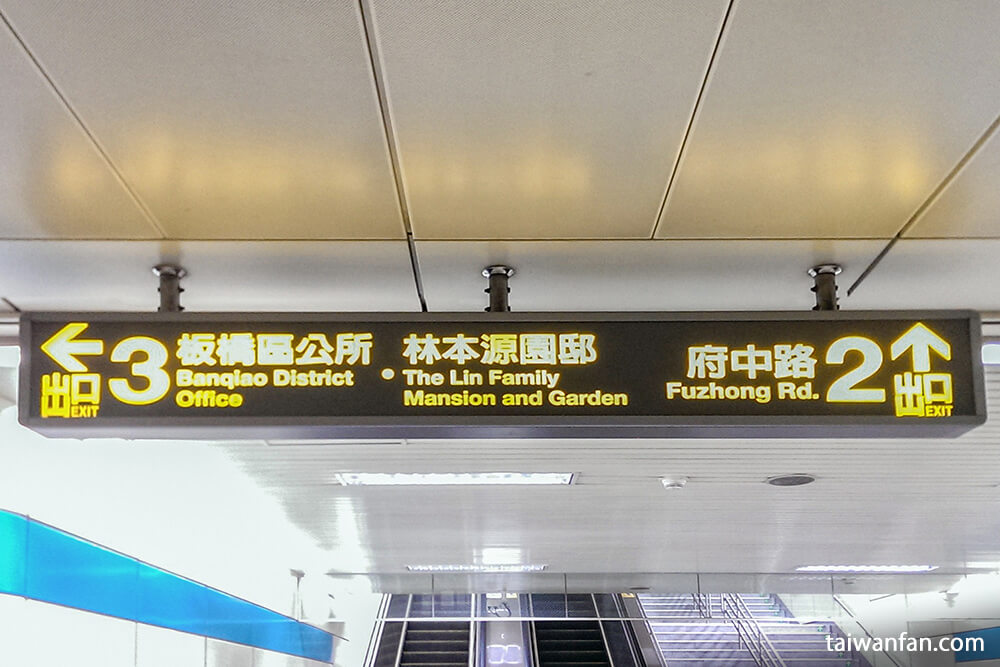 出口 EXIT
3
板橋區公所
Banqiao District
Office
•
林本源園邸
The Lin Family
Mansion and Garden
府中路
Fuzhong Rd.
2
出口 EXIT
taiwanfan.com